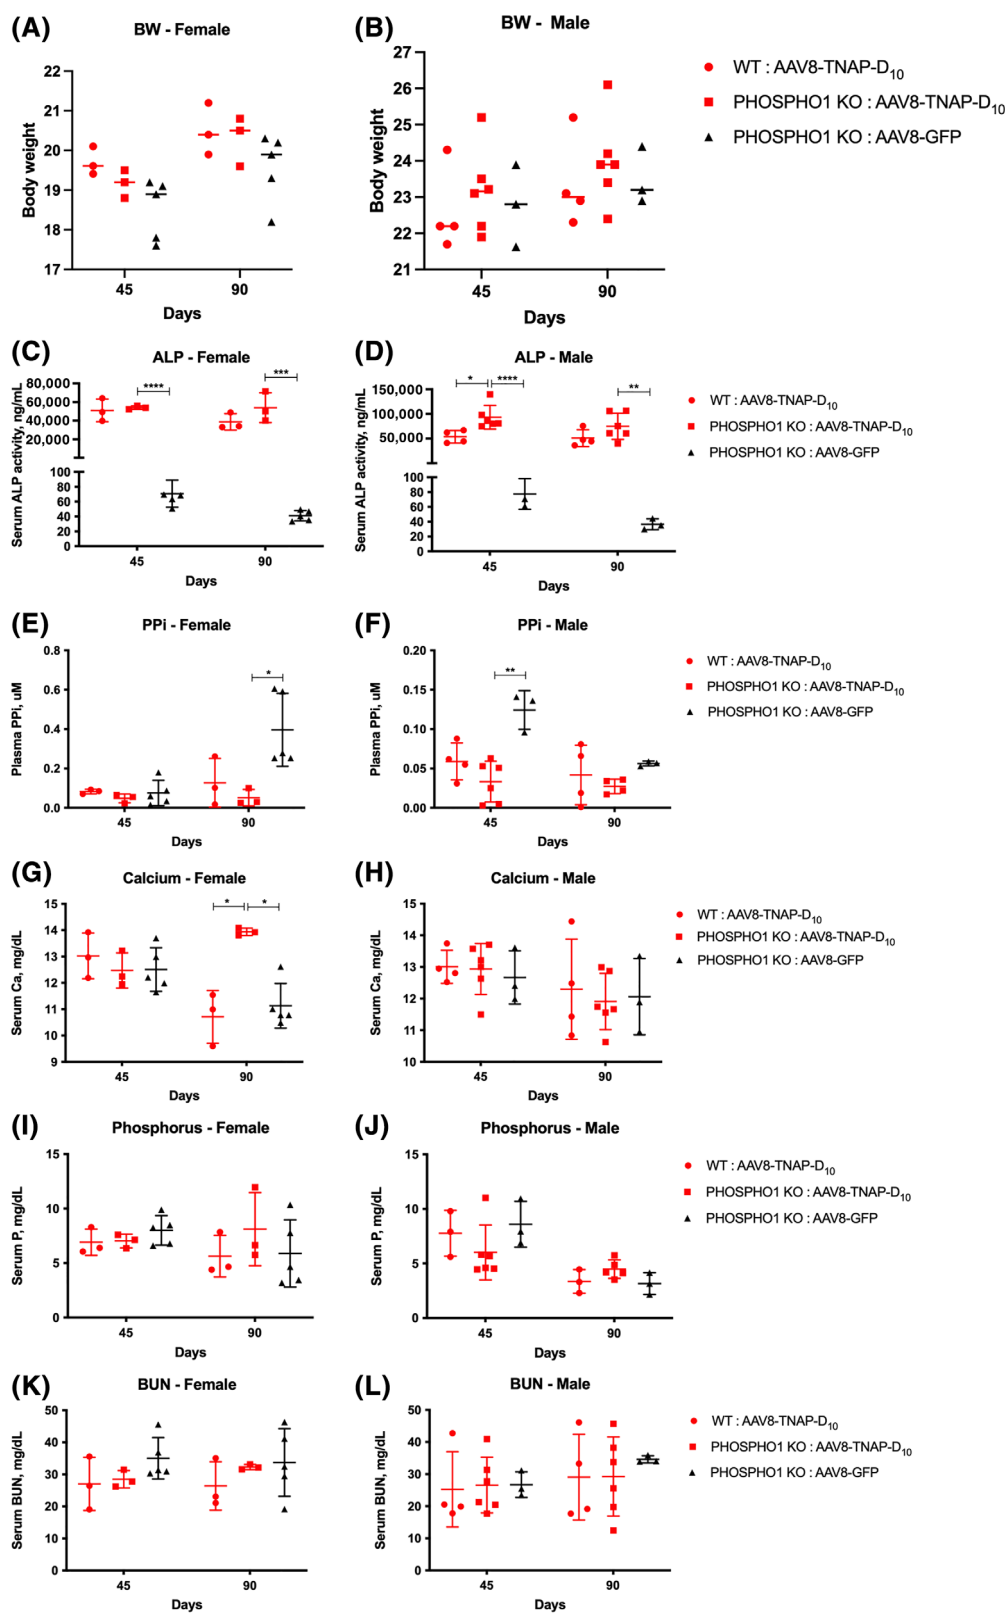 (A) BW - Female
(B) BW - Male
Body weight
22
21
20
19
18
17
45 90
Days
Body weight
27
26
25
24
23
22
21
45 90
Days
WT : AAV8-TNAP-D10
PHOSPHO1 KO : AAV8-TNAP-D10
PHOSPHO1 KO : AAV8-GFP
(C) ALP - Female
Serum ALP activity, ng/mL
80,000
60,000
40,000
20,000
100
80
60
40
20
0
**** ***
45 90
Days
(D) ALP - Male
Serum ALP activity, ng/mL
150,000
100,000
50,000
100
80
60
40
20
0
* **** **
45 90
Days
WT : AAV8-TNAP-D10
PHOSPHO1 KO : AAV8-TNAP-D10
PHOSPHO1 KO : AAV8-GFP
(E) PPi - Female
Plasma PPi, uM
0.8
0.6
0.4
0.2
0.0
*
45 90
Days
(F) PPi - Male
Plasma PPi, uM
0.20
0.15
0.10
0.05
0.00
**
45 90
Days
WT : AAV8-TNAP-D10
PHOSPHO1 KO : AAV8-TNAP-D10
PHOSPHO1 KO : AAV8-GFP
(G) Calcium - Female
Serum Ca, mg/dL
15
14
13
12
11
10
9
* *
45 90
Days
(H) Calcium - Male
Serum Ca, mg/dL
15
14
13
12
11
10
45 90
Days
WT : AAV8-TNAP-D10
PHOSPHO1 KO : AAV8-TNAP-D10
PHOSPHO1 KO : AAV8-GFP
(I) Phosphorus - Female
Serum P, mg/dL
15
10
5
0
45 90
Days
(J) Phosphorus - Male
Serum P, mg/dL
15
10
5
0
45 90
Days
WT : AAV8-TNAP-D10
PHOSPHO1 KO : AAV8-TNAP-D10
PHOSPHO1 KO : AAV8-GFP
(K) BUN - Female
Serum BUN, mg/dL
50
40
30
20
10
0
45 90
Days
(L) BUN - Male
Serum BUN, mg/dL
50
40
30
20
10
0
45 90
Days
WT : AAV8-TNAP-D10
PHOSPHO1 KO : AAV8-TNAP-D10
PHOSPHO1 KO : AAV8-GFP